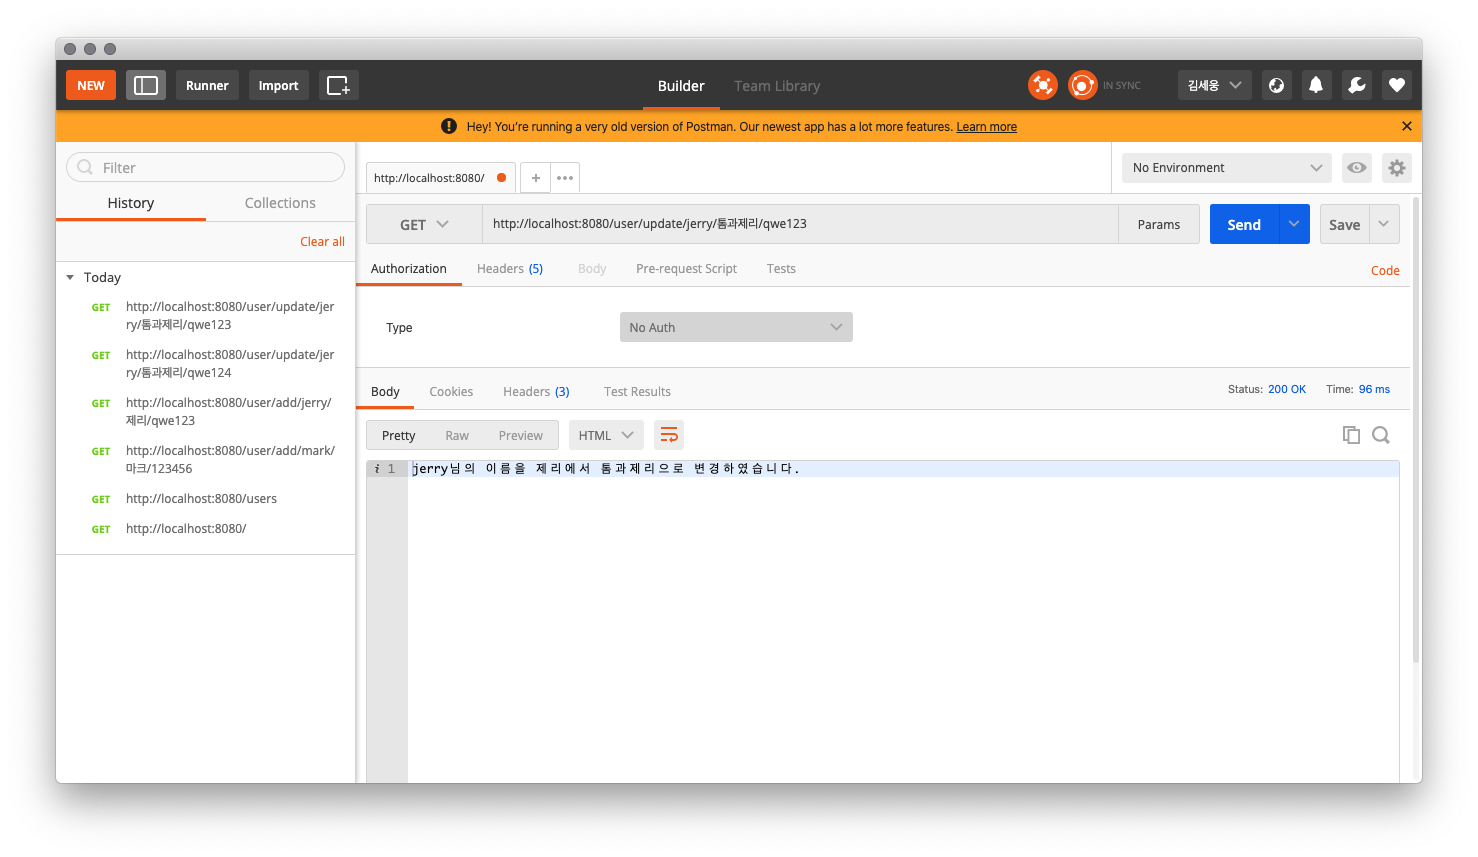 NEW
Runner
Import
Builder
Team Library
IN SYNC
김세웅
Hey! You're running a very old version of Postman. Our newest app has a lot more features. Learn more
Filter
History
Collections
Clear all
Today
GET http://localhost:8080/user/update/jer
ry/톰과제리/qwe123
GET http://localhost:8080/user/update/jer
ry/톰과제리/qwe124
GET http://localhost:8080/user/add/jerry/
제리/qwe123
GET http://localhost:8080/user/add/mark/
마크/123456
GET http://localhost:8080/users
GET http://localhost:8080/
http://localhost:8080/
No Environment
GET
http://localhost:8080/user/update/jerry/톰과제리/qwe123
Params
Send
Save
Authorization
Headers (5)
Body
Pre-request Script
Tests
Code
Type
No Auth
Body
Cookies
Headers (3)
Test Results
Status: 200 OK
Time: 96 ms
Pretty
Raw
Preview
HTML
i 1 jerry님의 이름을 제리에서 톰과제리으로 변경하였습니다.